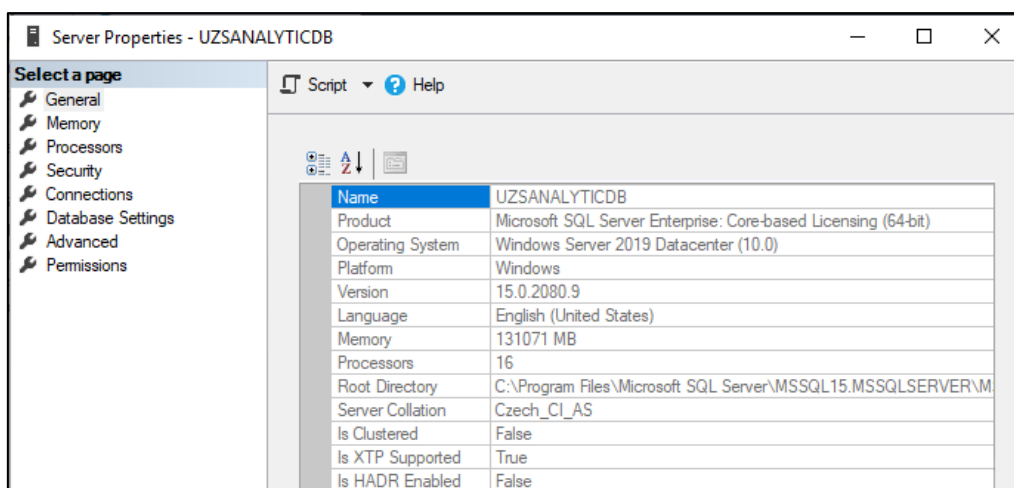 Server Properties - UZSANALYTICDB
Select a page
General
Memory
Processors
Security
Connections
Database Settings
Advanced
Permissions
Script Help
Name UZSANALYTICDB
Product Microsoft SQL Server Enterprise: Core-based Licensing (64-bit)
Operating System Windows Server 2019 Datacenter (10.0)
Platform Windows
Version 15.0.2080.9
Language English (United States)
Memory 131071 MB
Processors 16
Root Directory C:\Program Files\Microsoft SQL Server\MSSQL15.MSSQLSERVER\M
Server Collation Czech_CI_AS
Is Clustered False
Is XTP Supported True
Is HADR Enabled False